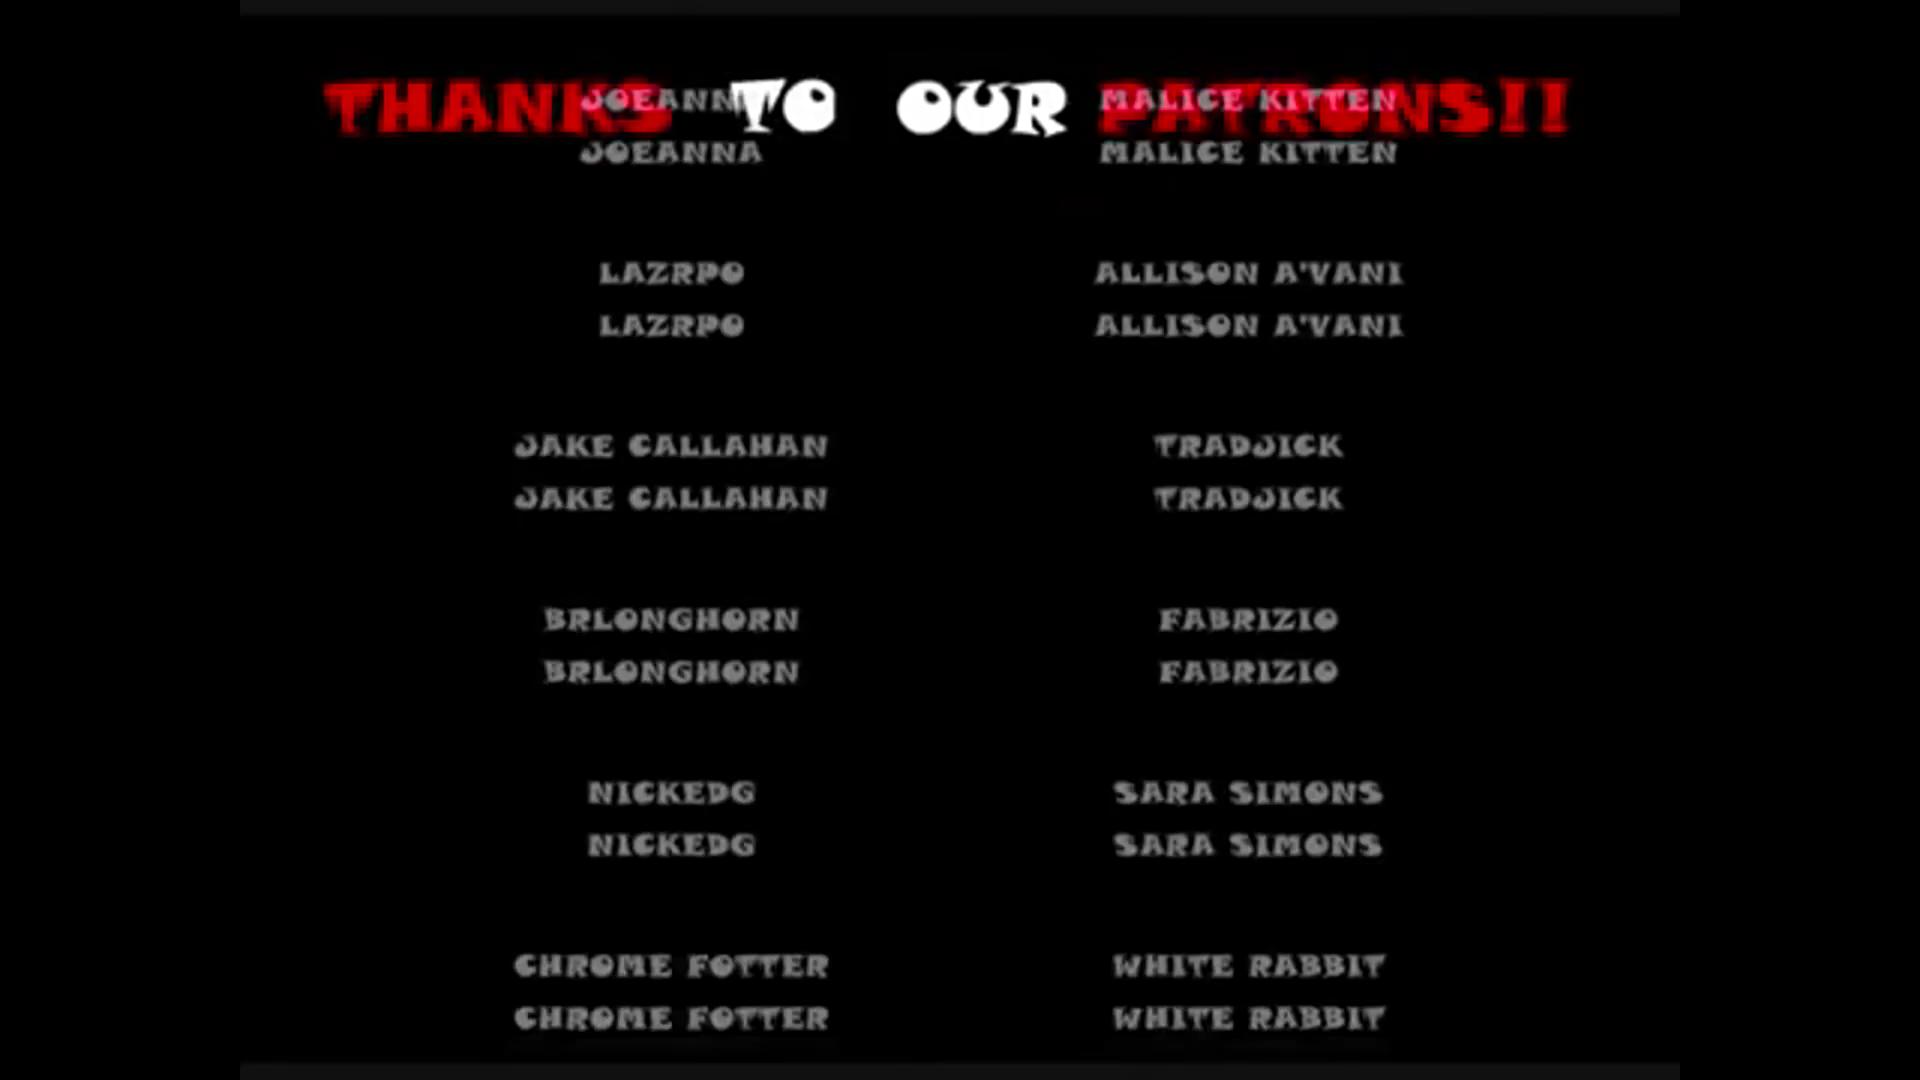 THANKS TO OUR PATRONS!!
JOEANNA MALICE KITTEN
JOEANNA MALICE KITTEN
LAZRPO ALLISON A'VANI
LAZRPO ALLISON A'VANI
JAKE CALLAHAN TRADJICK
JAKE CALLAHAN TRADJICK
BRLONGHORN FABRIZIO
BRLONGHORN FABRIZIO
NICKEDG SARA SIMONS
NICKEDG SARA SIMONS
CHROME FOTTER WHITE RABBIT
CHROME FOTTER WHITE RABBIT